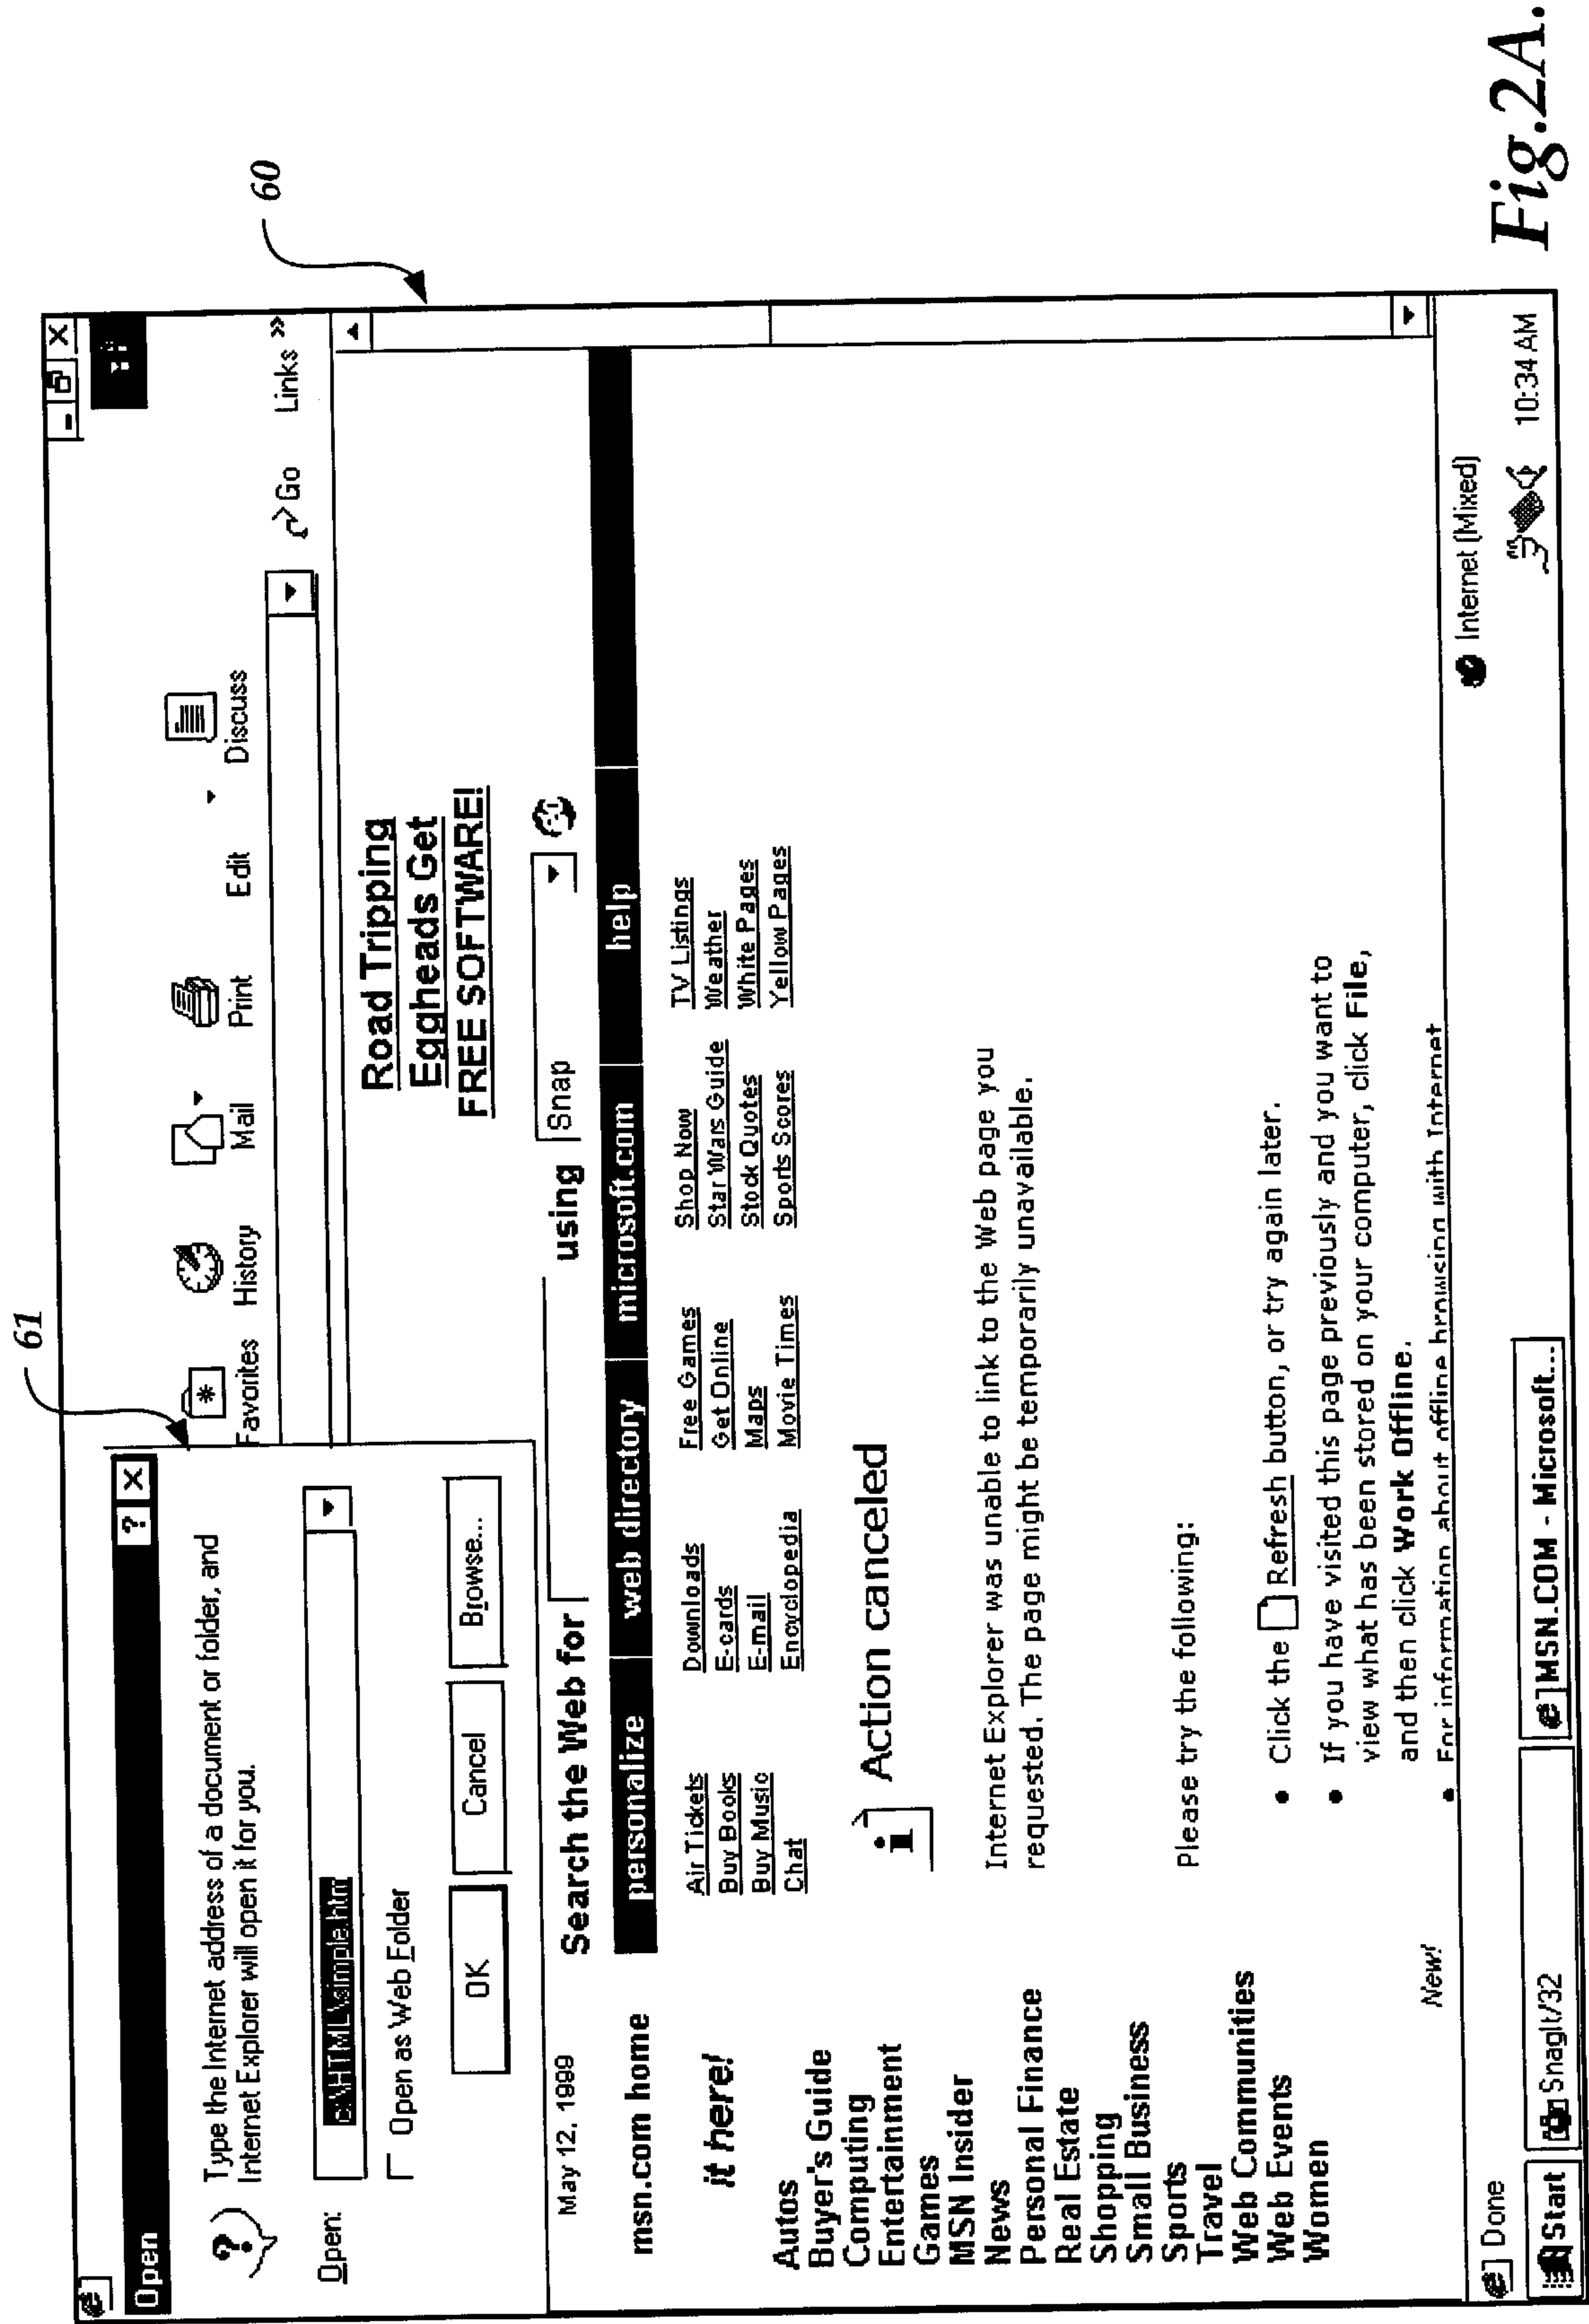 61
60
Open
? X
Type the Internet address of a document or folder, and
Internet Explorer will open it for you.
Open:
c:\HTML\simple.htm
Open as Web Folder
OK Cancel Browse...
Favorites History Mail Print Edit Discuss
Go Links »
Road Tripping
Eggheads Get
FREE SOFTWARE!
May 12, 1999
Search the Web for using Snap
msn.com home personalize web directory microsoft.com help
it here!
Air Tickets Downloads Free Games Shop Now TV Listings
Buy Books E-cards Get Online Star Wars Guide Weather
Buy Music E-mail Maps Stock Quotes White Pages
Chat Encyclopedia Movie Times Sports Scores Yellow Pages
Autos
Buyer's Guide
Computing
Entertainment
Games
MSN Insider
News
Personal Finance
Real Estate
Shopping
Small Business
Sports
Travel
Web Communities
Web Events
Women
New!
i Action canceled
Internet Explorer was unable to link to the Web page you
requested. The page might be temporarily unavailable.
Please try the following:
• Click the Refresh button, or try again later.
• If you have visited this page previously and you want to
view what has been stored on your computer, click File,
and then click Work Offline.
• For information about offline browsing with Internet
Done Internet (Mixed)
Start SnagIt/32 MSN.COM - Microsoft... 10:34 AM
Fig.2A.